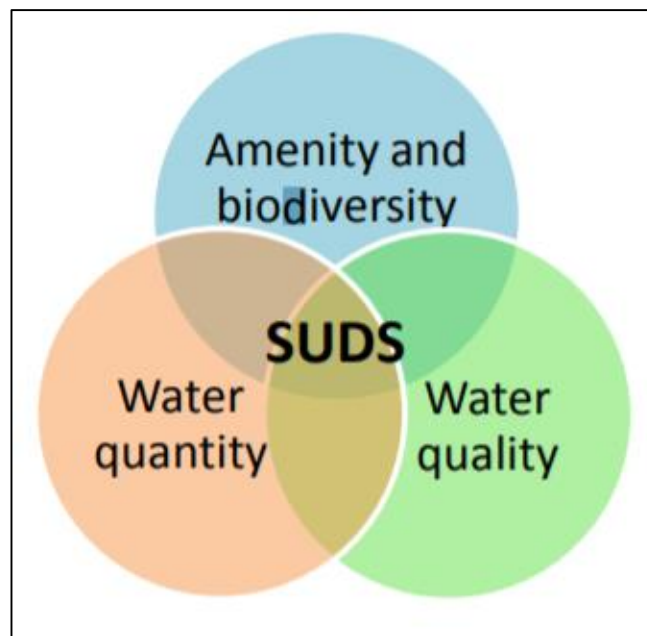 Amenity and
biodiversity
SUDS
Water
quantity
Water
quality